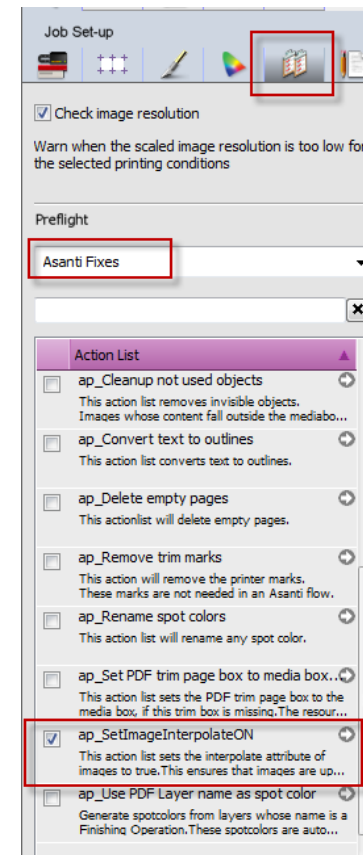 Job Set-up
Check image resolution
Warn when the scaled image resolution is too low for
the selected printing conditions
Preflight
Asanti Fixes
Action List
ap_Cleanup not used objects
This action list removes invisible objects.
Images whose content fall outside the mediabo...
ap_Convert text to outlines
This action list converts text to outlines.
ap_Delete empty pages
This actionlist will delete empty pages.
ap_Remove trim marks
This action will remove the printer marks.
These marks are not needed in an Asanti flow.
ap_Rename spot colors
This action list will rename any spot color.
ap_Set PDF trim page box to media box..
This action list sets the PDF trim page box to the
media box, if this trim box is missing.The resour...
ap_SetImageInterpolateON
This action list sets the interpolate attribute of
images to true.This ensures that images are up...
ap_Use PDF Layer name as spot color
Generate spotcolors from layers whose name is a
Finishing Operation.These spotcolors are auto...